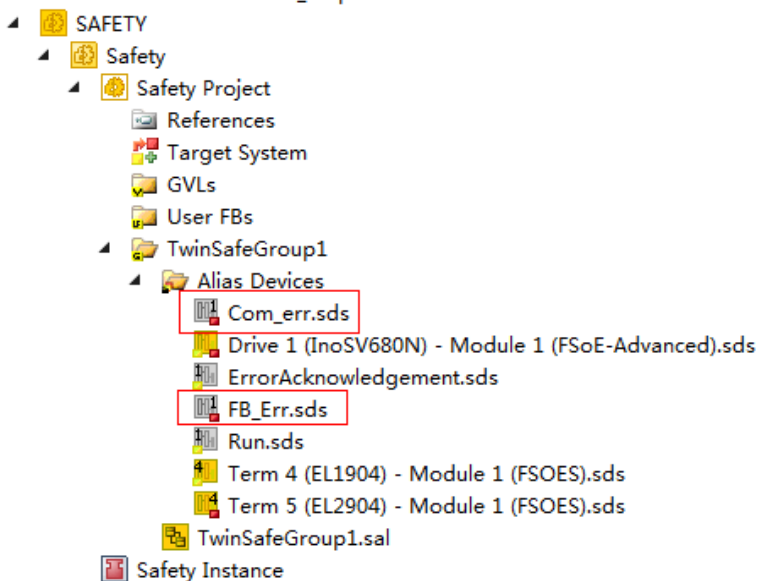 SAFETY
Safety
Safety Project
References
Target System
GVLs
User FBs
TwinSafeGroup1
Alias Devices
Com_err.sds
Drive 1 (InoSV680N) - Module 1 (FSoE-Advanced).sds
ErrorAcknowledgement.sds
FB_Err.sds
Run.sds
Term 4 (EL1904) - Module 1 (FSOES).sds
Term 5 (EL2904) - Module 1 (FSOES).sds
TwinSafeGroup1.sal
Safety Instance